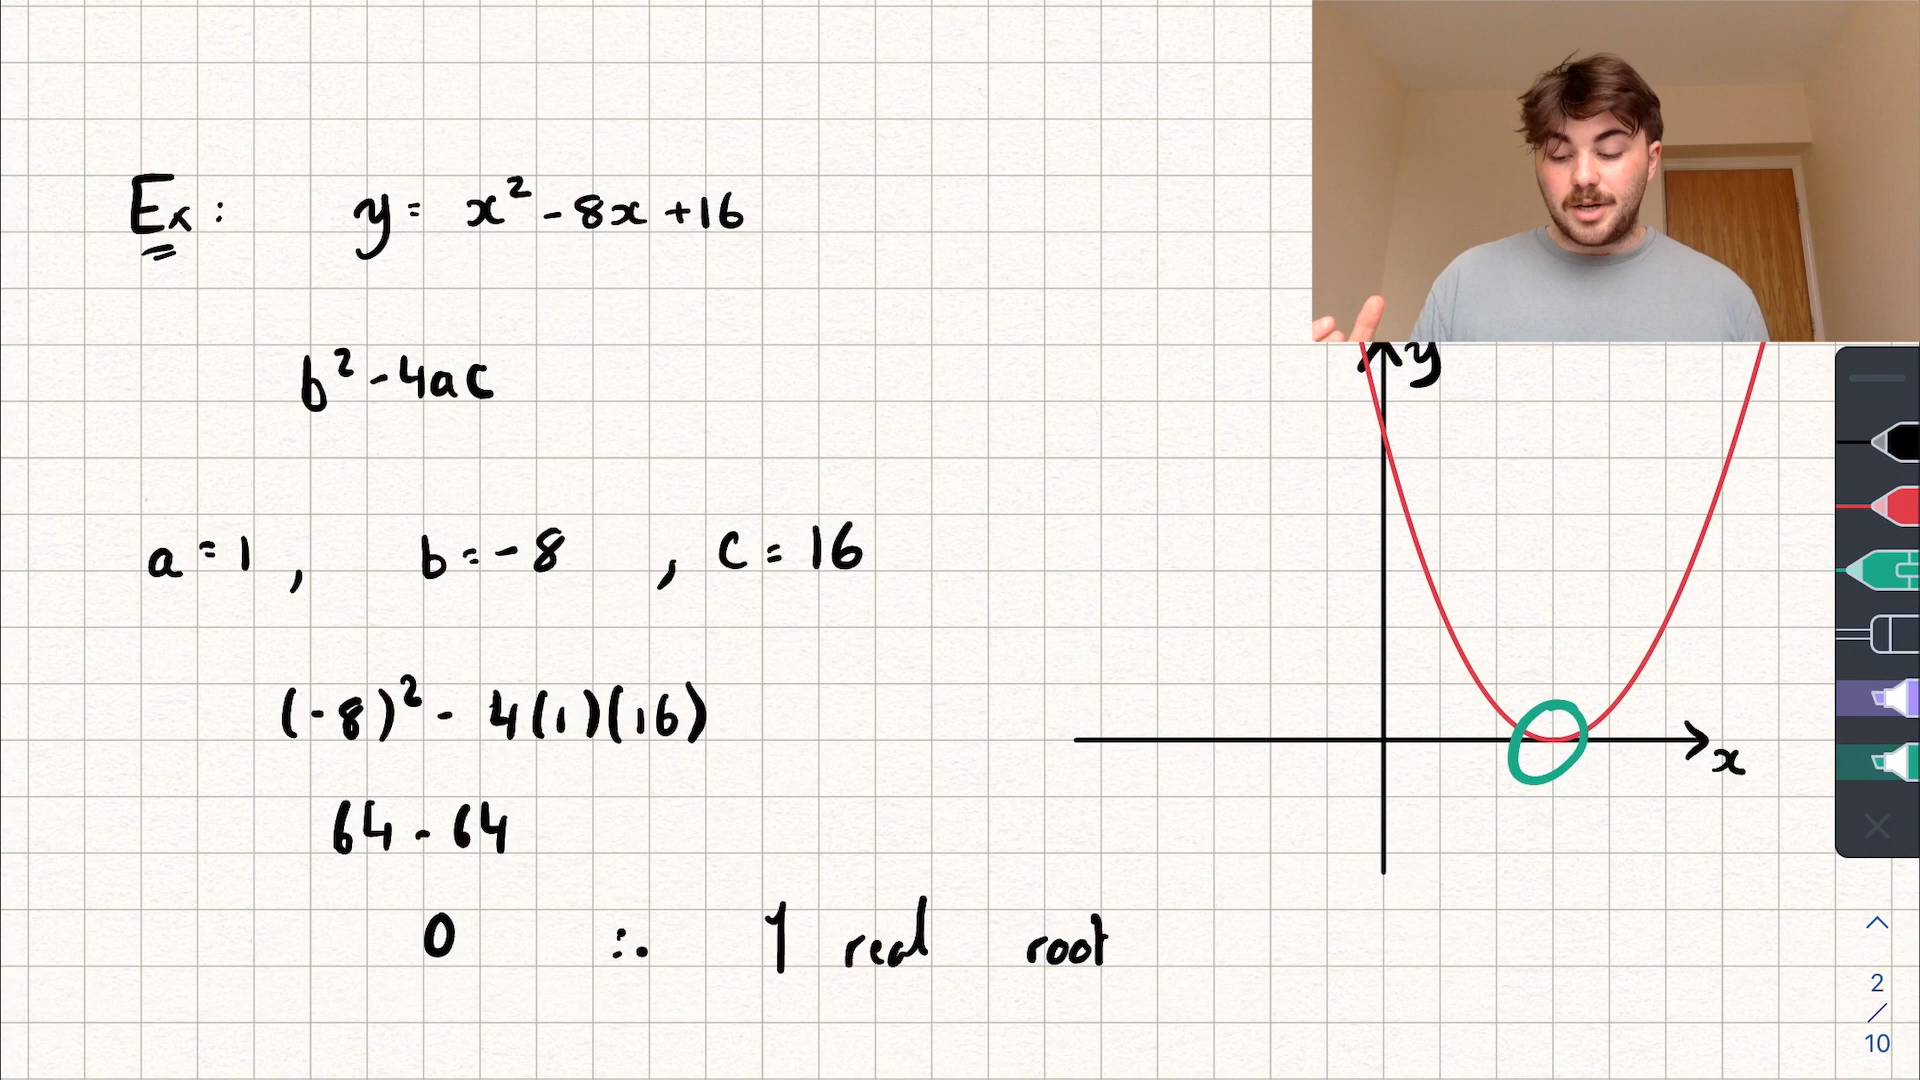 Ex: y = x² - 8x + 16
b² - 4ac
y
a = 1 , b = -8 , c = 16
(-8)² - 4(1)(16)
x
64 - 64
0 ∴ 1 real root
2
/
10